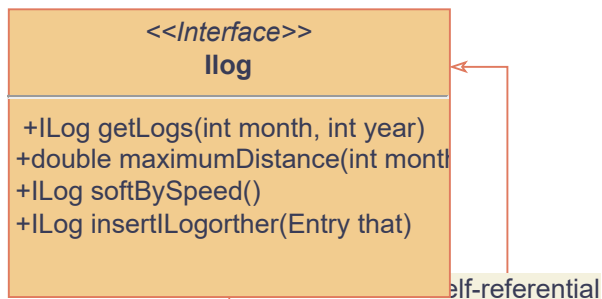 <<Interface>>
Ilog
+ILog getLogs(int month, int year)
+double maximumDistance(int month
+ILog softBySpeed()
+ILog insertILogorther(Entry that)
elf-referential